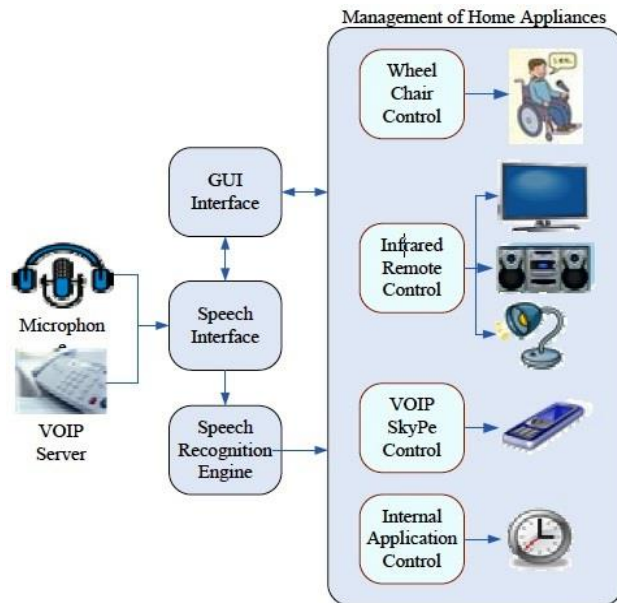 Management of Home Appliances
Wheel
Chair
Control
GUI
Interface
Infrared
Remote
Control
Microphon
e
Speech
Interface
VOIP
Server
Speech
Recognition
Engine
VOIP
SkyPe
Control
Internal
Application
Control